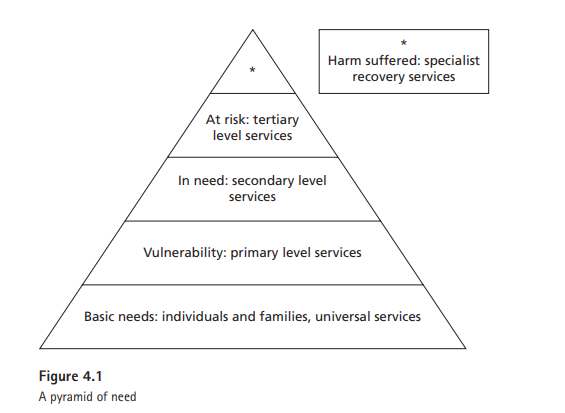 *
Harm suffered: specialist
recovery services
*
At risk: tertiary
level services
In need: secondary level
services
Vulnerability: primary level services
Basic needs: individuals and families, universal services
Figure 4.1
A pyramid of need